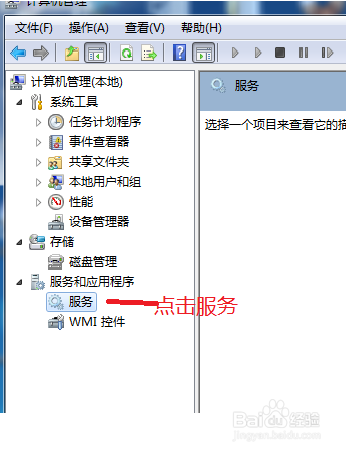 计算机管理
文件(F) 操作(A) 查看(V) 帮助(H)
计算机管理(本地)
系统工具
任务计划程序
事件查看器
共享文件夹
本地用户和组
性能
设备管理器
存储
磁盘管理
服务和应用程序
服务
WMI 控件
服务
选择一个项目来查看它的描
点击服务
Baidu 经验
jingyan.baidu.com